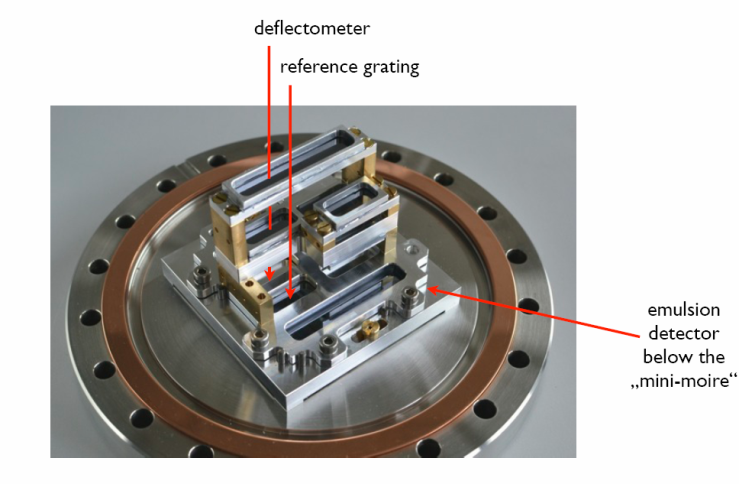 deflectometer
reference grating
emulsion
detector
below the
„mini-moire“